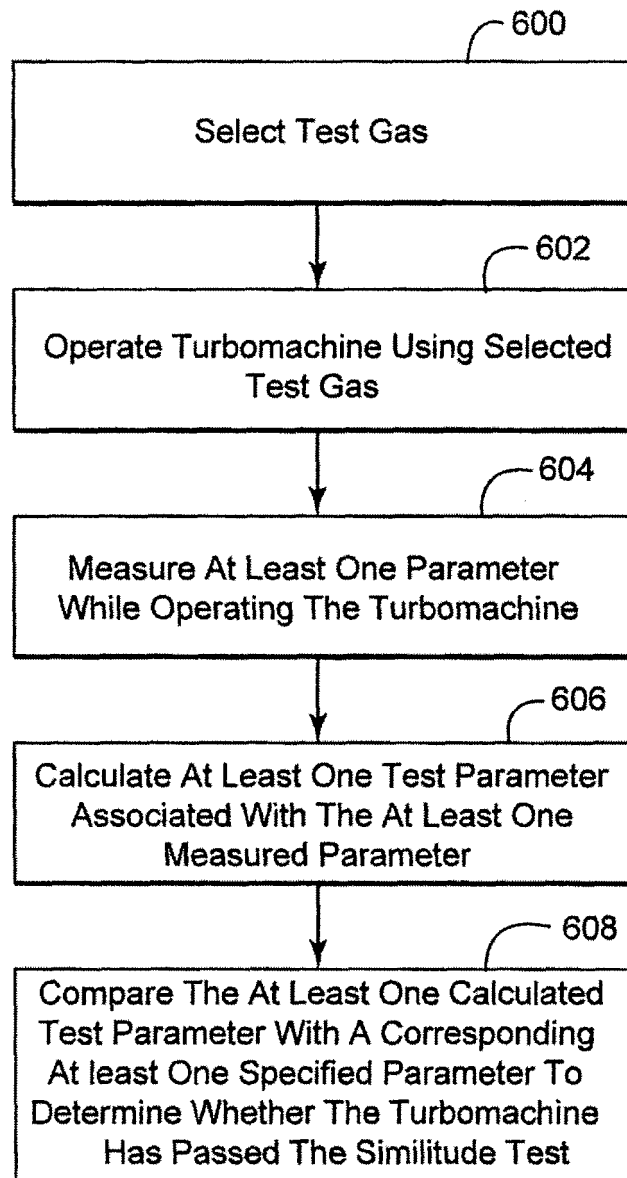 600
Select Test Gas
602
Operate Turbomachine Using Selected
Test Gas
604
Measure At Least One Parameter
While Operating The Turbomachine
606
Calculate At Least One Test Parameter
Associated With The At Least One
Measured Parameter
608
Compare The At Least One Calculated
Test Parameter With A Corresponding
At least One Specified Parameter To
Determine Whether The Turbomachine
Has Passed The Similitude Test